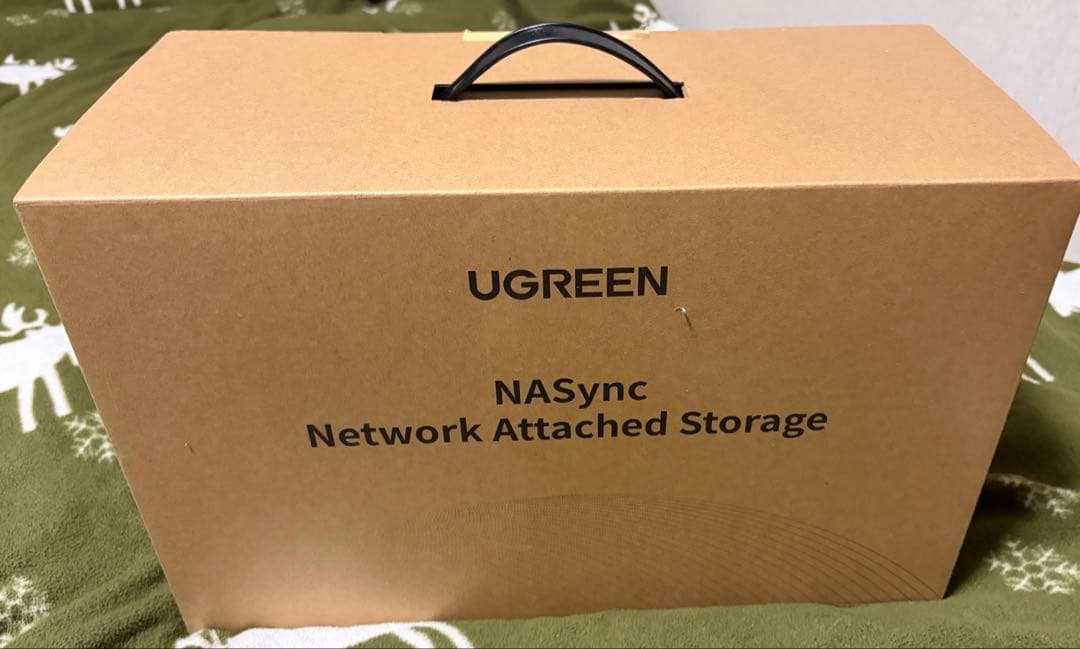 UGREEN
NASync
Network Attached Storage